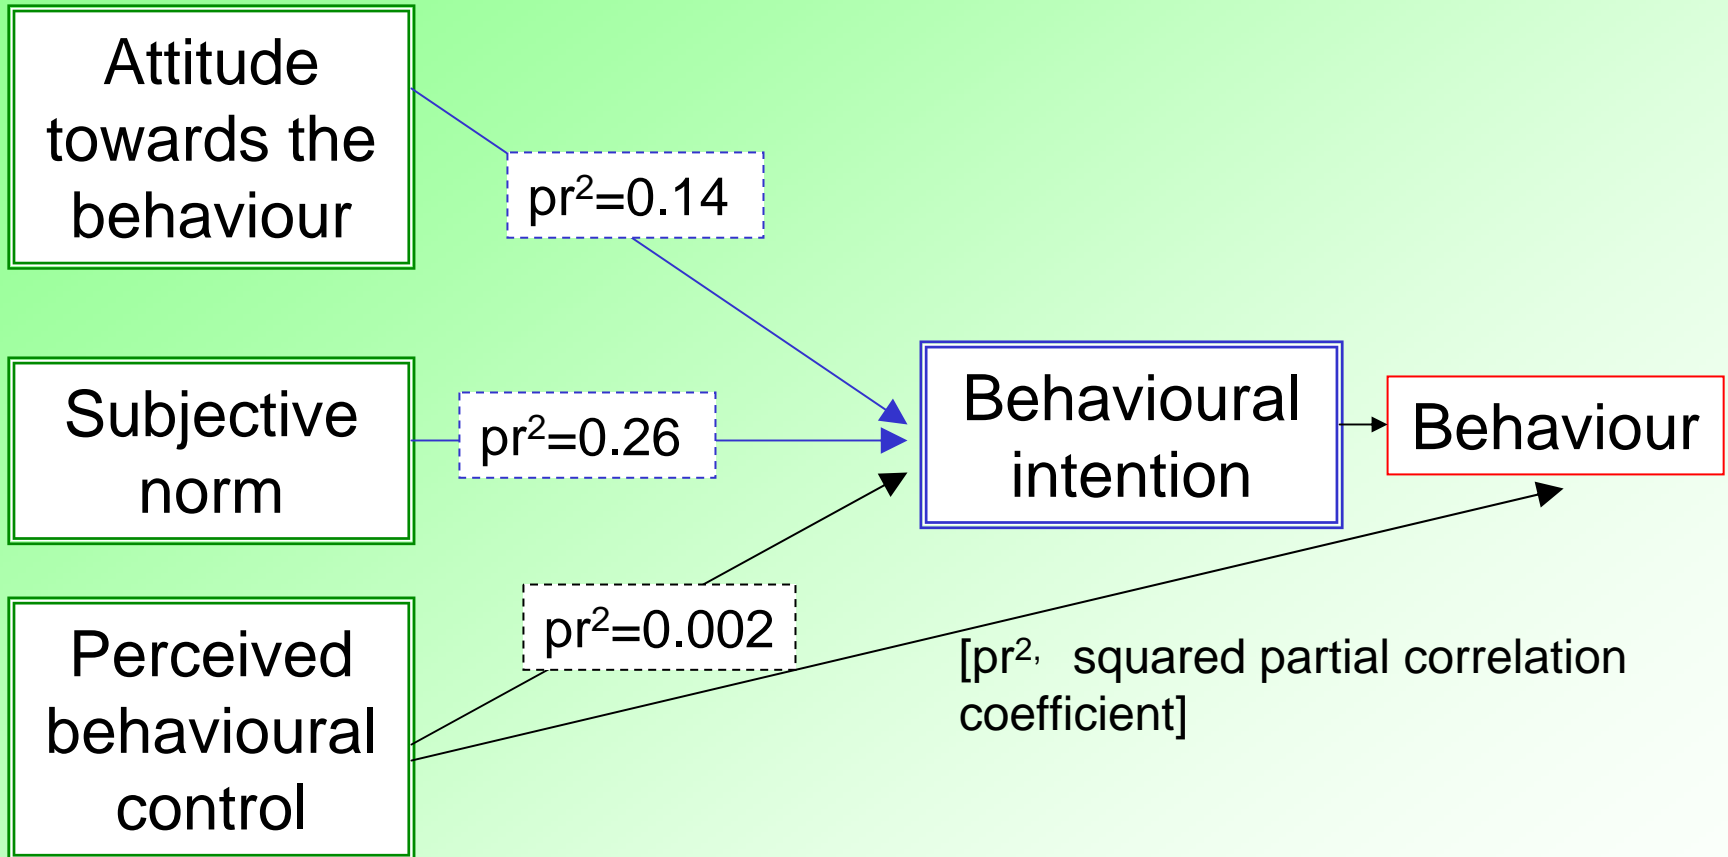 Attitude
towards the
behaviour
pr²=0.14
Subjective
norm
pr²=0.26
Behavioural
intention
Behaviour
Perceived
behavioural
control
pr²=0.002
[pr², squared partial correlation
coefficient]